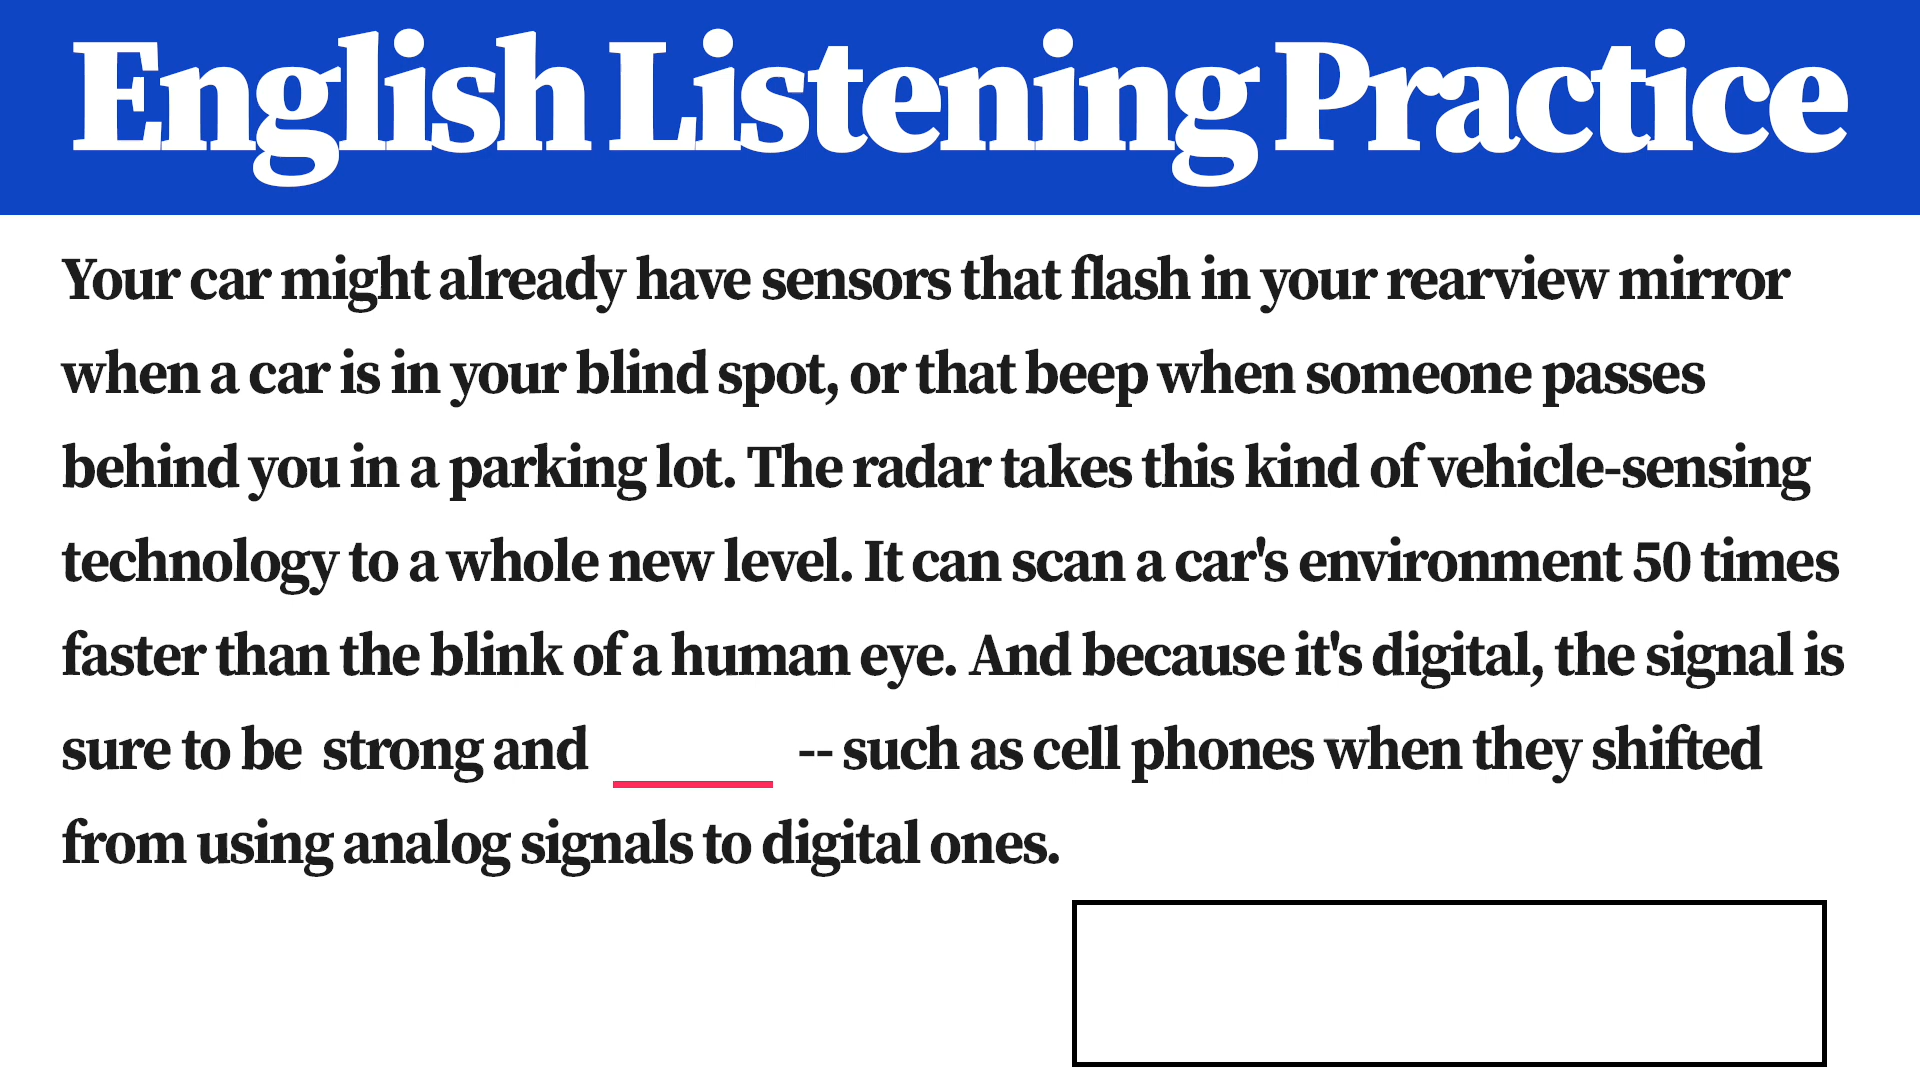 English Listening Practice
Your car might already have sensors that flash in your rearview mirror
when a car is in your blind spot, or that beep when someone passes
behind you in a parking lot. The radar takes this kind of vehicle-sensing
technology to a whole new level. It can scan a car's environment 50 times
faster than the blink of a human eye. And because it's digital, the signal is
sure to be strong and ______ -- such as cell phones when they shifted
from using analog signals to digital ones.